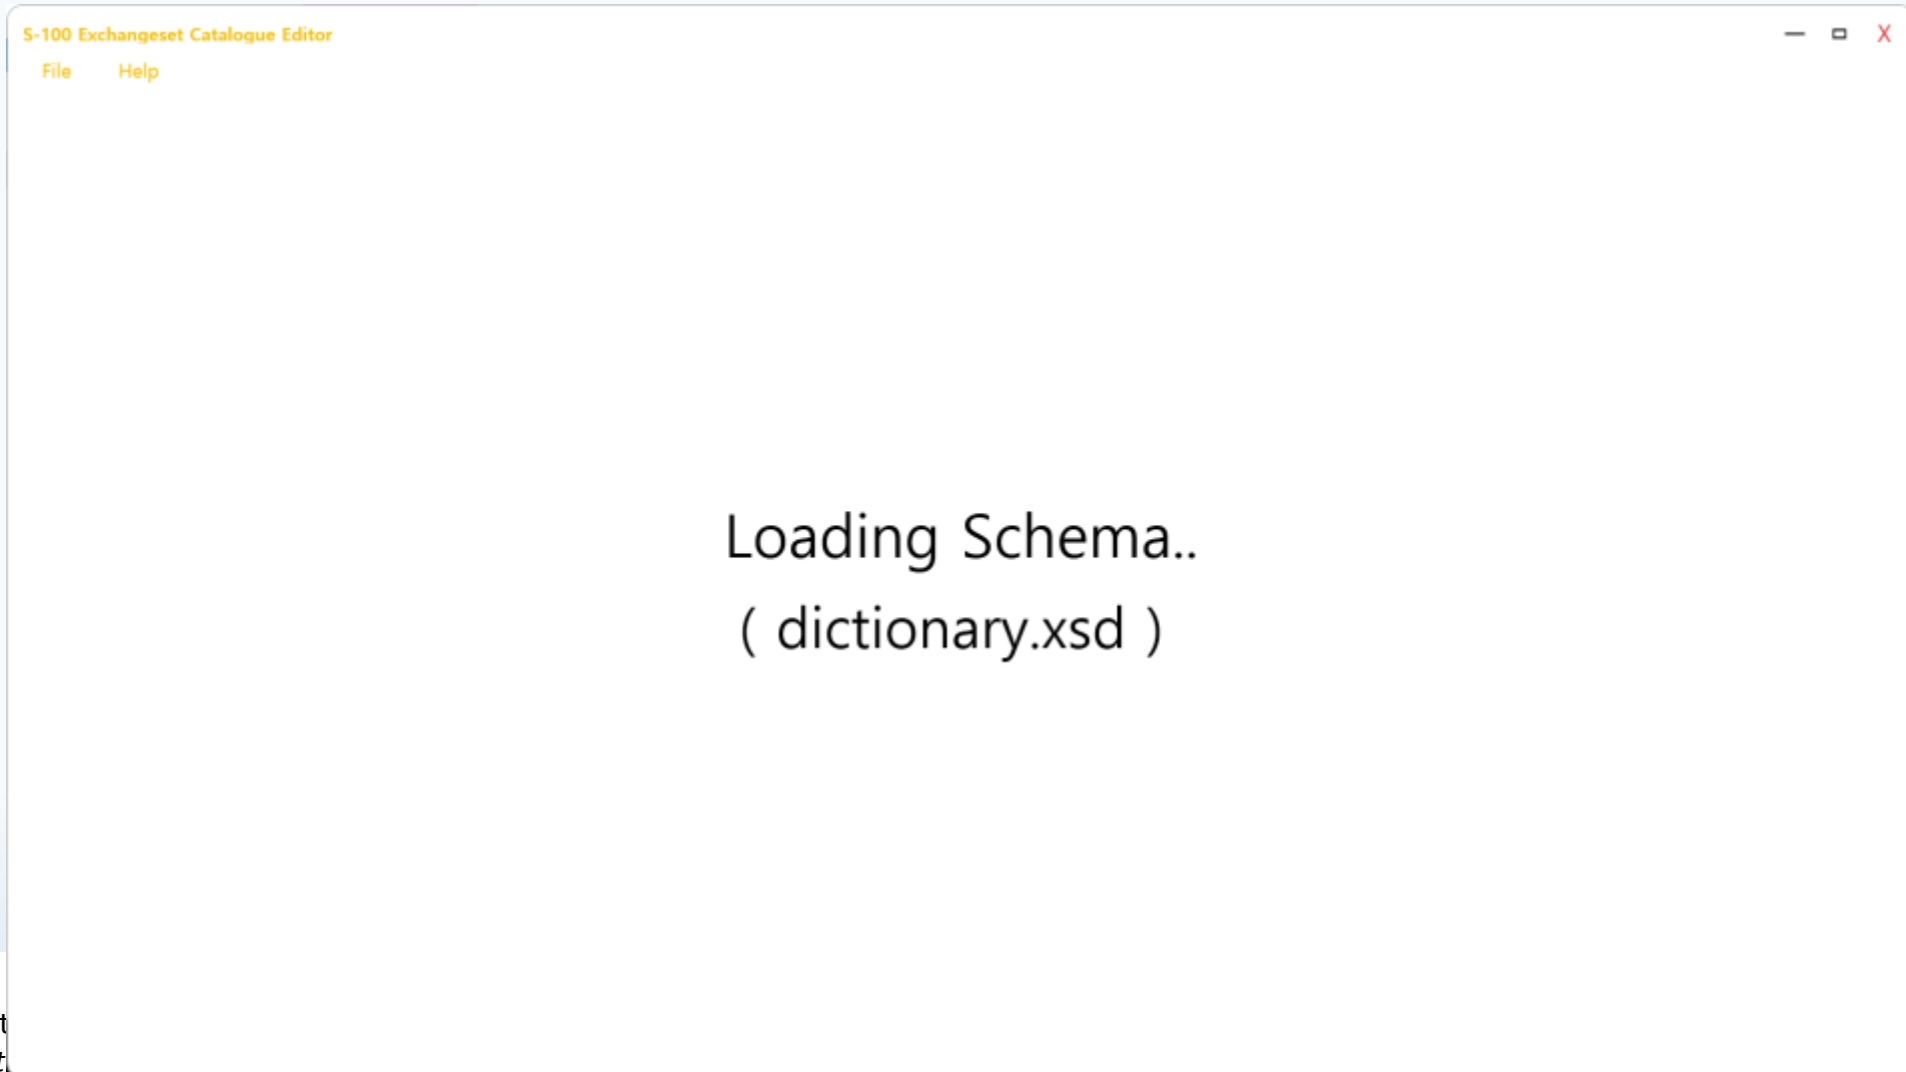 S-100 Exchangeset Catalogue Editor
File Help
Loading Schema..
( dictionary.xsd )